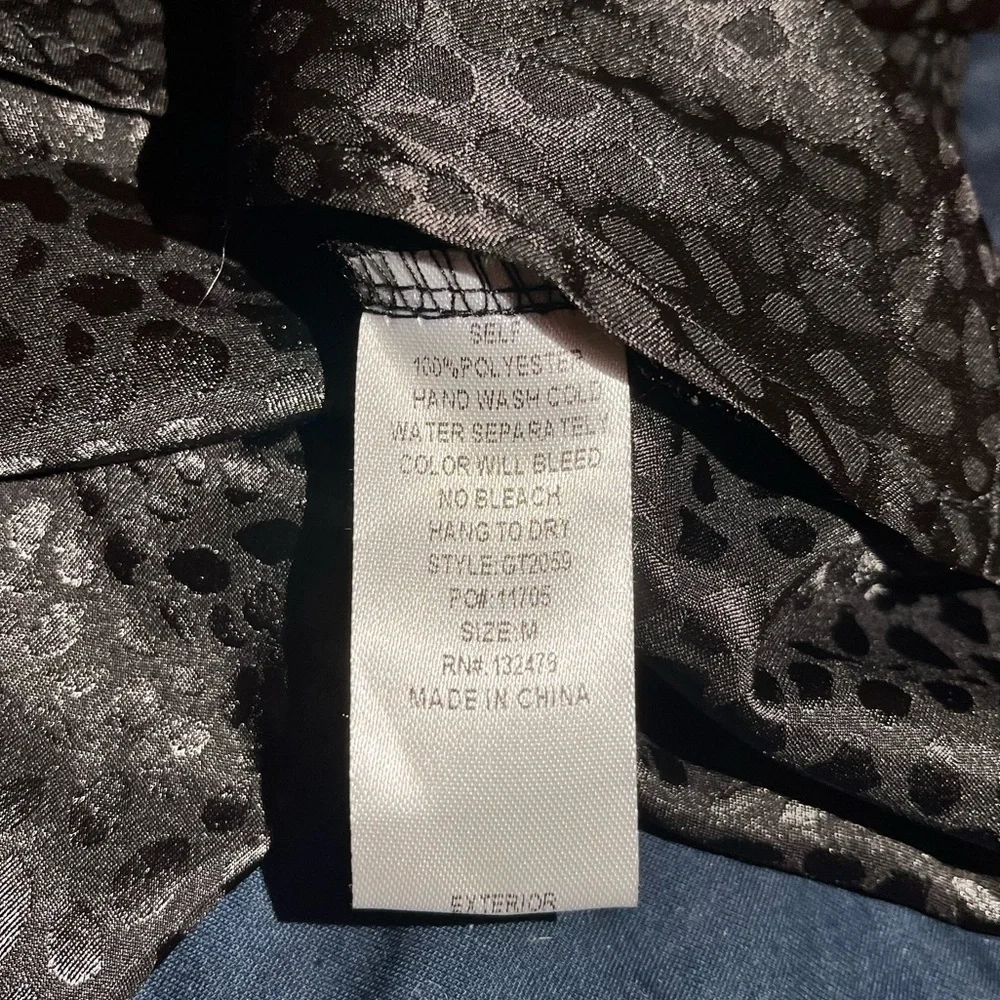 SELF
100%POLYESTER
HAND WASH COLD
WATER SEPARATELY
COLOR WILL BLEED
NO BLEACH
HANG TO DRY
STYLE:GT2059
PO#:11705
SIZE:M
RN#:132479
MADE IN CHINA
EXTERIOR